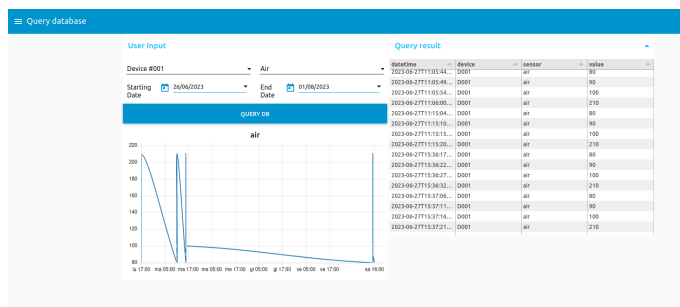 Query database
User Input
Device #001
Air
Starting Date 26/06/2023
End Date 01/08/2023
QUERY DB
air
220
200
180
160
140
120
100
80
lu 17:00 ma 05:00 ma 17:00 me 05:00 me 17:00 gi 05:00 gi 17:00 ve 05:00 ve 17:00 sa 16:00
Query result
datetime device sensor value
2023-06-27T11:05:44... D001 air 80
2023-06-27T11:05:49... D001 air 90
2023-06-27T11:05:54... D001 air 100
2023-06-27T11:06:00... D001 air 210
2023-06-27T11:15:04... D001 air 80
2023-06-27T11:15:10... D001 air 90
2023-06-27T11:15:15... D001 air 100
2023-06-27T11:15:20... D001 air 210
2023-06-27T15:36:17... D001 air 80
2023-06-27T15:36:22... D001 air 90
2023-06-27T15:36:27... D001 air 100
2023-06-27T15:36:32... D001 air 210
2023-06-27T15:37:06... D001 air 80
2023-06-27T15:37:11... D001 air 90
2023-06-27T15:37:16... D001 air 100
2023-06-27T15:37:21... D001 air 210